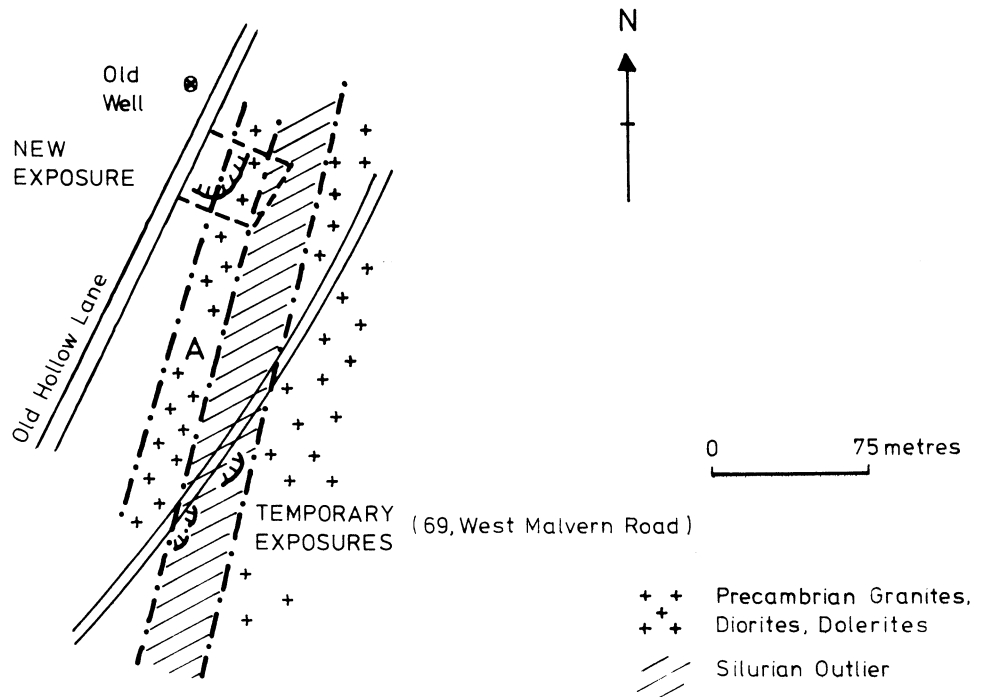 N
Old
Well
NEW
EXPOSURE
Old Hollow Lane
A
0 75 metres
TEMPORARY
EXPOSURES
(69, West Malvern Road)
Precambrian Granites,
Diorites, Dolerites
Silurian Outlier